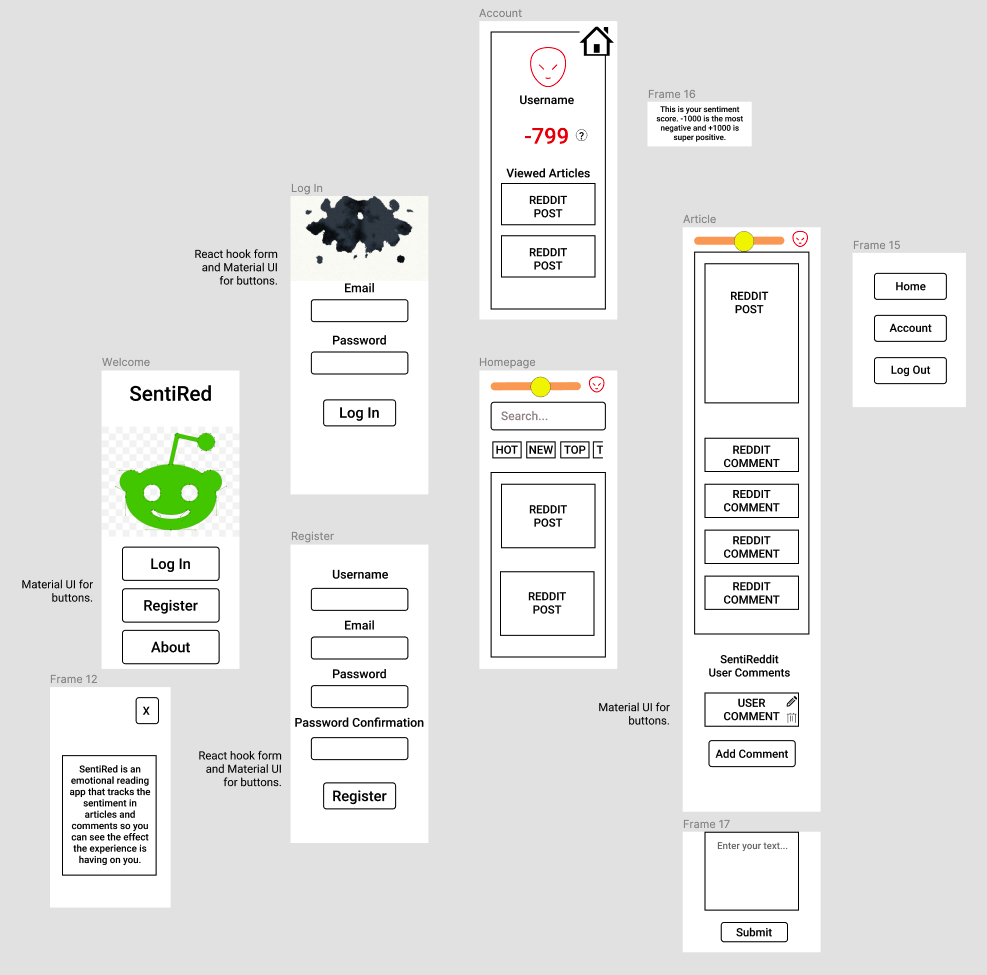 Account
Username
-799
?
Viewed Articles
REDDIT
POST
REDDIT
POST
Frame 16
This is your sentiment
score. -1000 is the most
negative and +1000 is
super positive.
Log In
React hook form
and Material UI
for buttons.
Email
Password
Log In
Article
REDDIT
POST
REDDIT
COMMENT
REDDIT
COMMENT
REDDIT
COMMENT
REDDIT
COMMENT
SentiReddit
User Comments
Material UI for
buttons.
USER
COMMENT
Add Comment
Frame 15
Home
Account
Log Out
Welcome
SentiRed
Material UI for
buttons.
Log In
Register
About
Homepage
Search...
HOT
NEW
TOP
T
REDDIT
POST
REDDIT
POST
Register
Username
Email
Password
Password Confirmation
React hook form
and Material UI
for buttons.
Register
Frame 12
X
SentiRed is an
emotional reading
app that tracks the
sentiment in
articles and
comments so you
can see the effect
the experience is
having on you.
Frame 17
Enter your text...
Submit